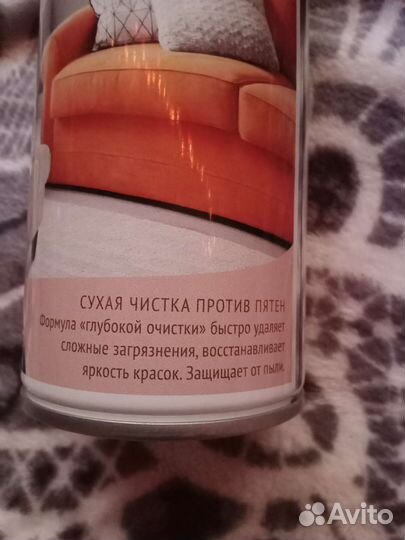 СУХАЯ ЧИСТКА ПРОТИВ ПЯТЕН
Формула «глубокой очистки» быстро удаляет
сложные загрязнения, восстанавливает
яркость красок. Защищает от пыли.
Avito